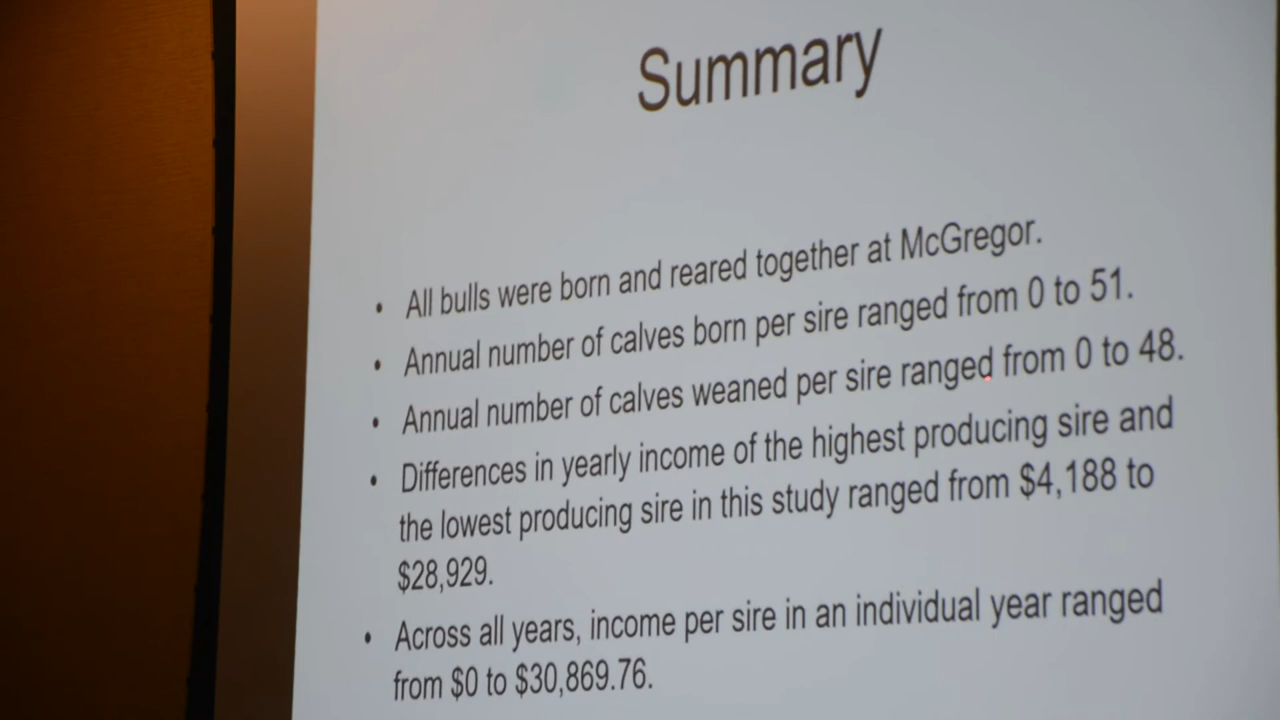 Summary
• All bulls were born and reared together at McGregor.
• Annual number of calves born per sire ranged from 0 to 51.
• Annual number of calves weaned per sire ranged from 0 to 48.
• Differences in yearly income of the highest producing sire and
the lowest producing sire in this study ranged from $4,188 to
$28,929.
• Across all years, income per sire in an individual year ranged
from $0 to $30,869.76.